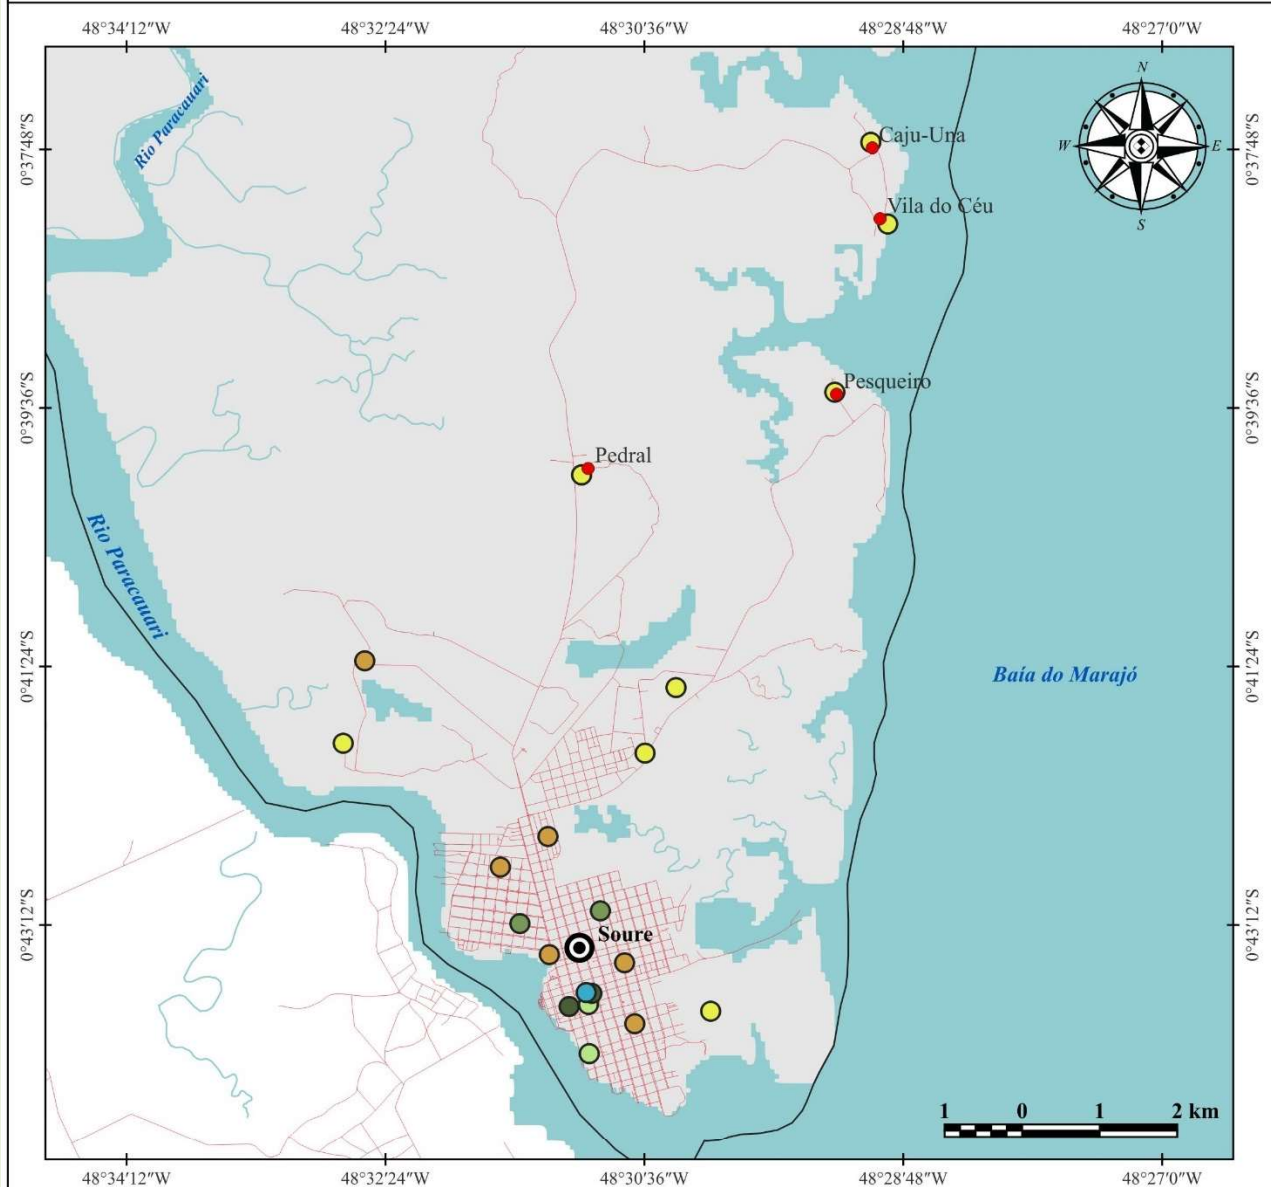 48°34'12"W 48°32'24"W 48°30'36"W 48°28'48"W 48°27'0"W
N
Rio Paracauari
0°37'48"S
Caju-Una
W
E
0°37'48"S
Vila do Céu
S
0°39'36"S
Pesqueiro
0°39'36"S
Pedral
Rio Paracauari
0°41'24"S
Baía do Marajó
0°41'24"S
0°43'12"S
Soure
0°43'12"S
1 0 1 2 km
48°34'12"W 48°32'24"W 48°30'36"W 48°28'48"W 48°27'0"W